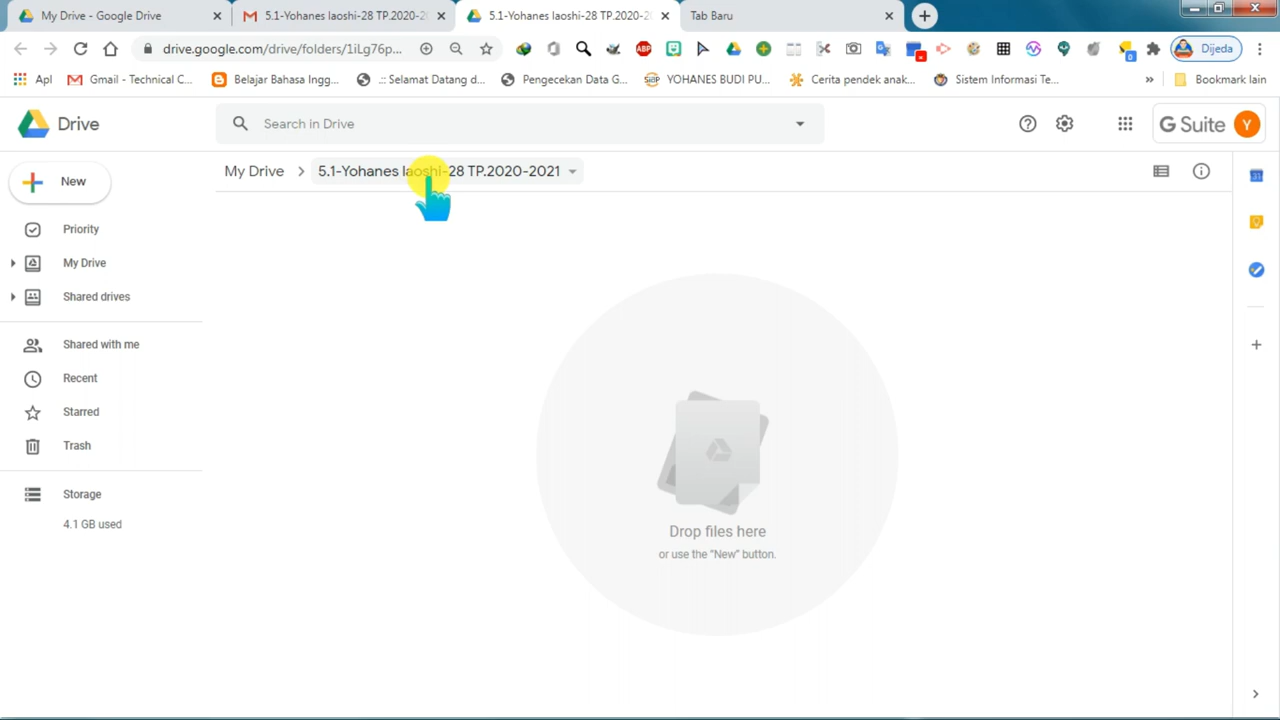 My Drive - Google Drive
5.1-Yohanes laoshi-28 TP.2020-2
5.1-Yohanes laoshi-28 TP.2020-20
Tab Baru
drive.google.com/drive/folders/1iLg76p...
ABP
0
Dijeda
Apl
Gmail - Technical C...
Belajar Bahasa Ingg...
.:: Selamat Datang d...
Pengecekan Data G...
YOHANES RUDI PU...
Cerita pendek anak...
Sistem Informasi Te...
»
Bookmark lain
Drive
Search in Drive
G Suite
Y
New
My Drive
5.1-Yohanes laoshi-28 TP.2020-2021
Priority
My Drive
Shared drives
Shared with me
Recent
Starred
Trash
Storage
4.1 GB used
Drop files here
or use the "New" button.